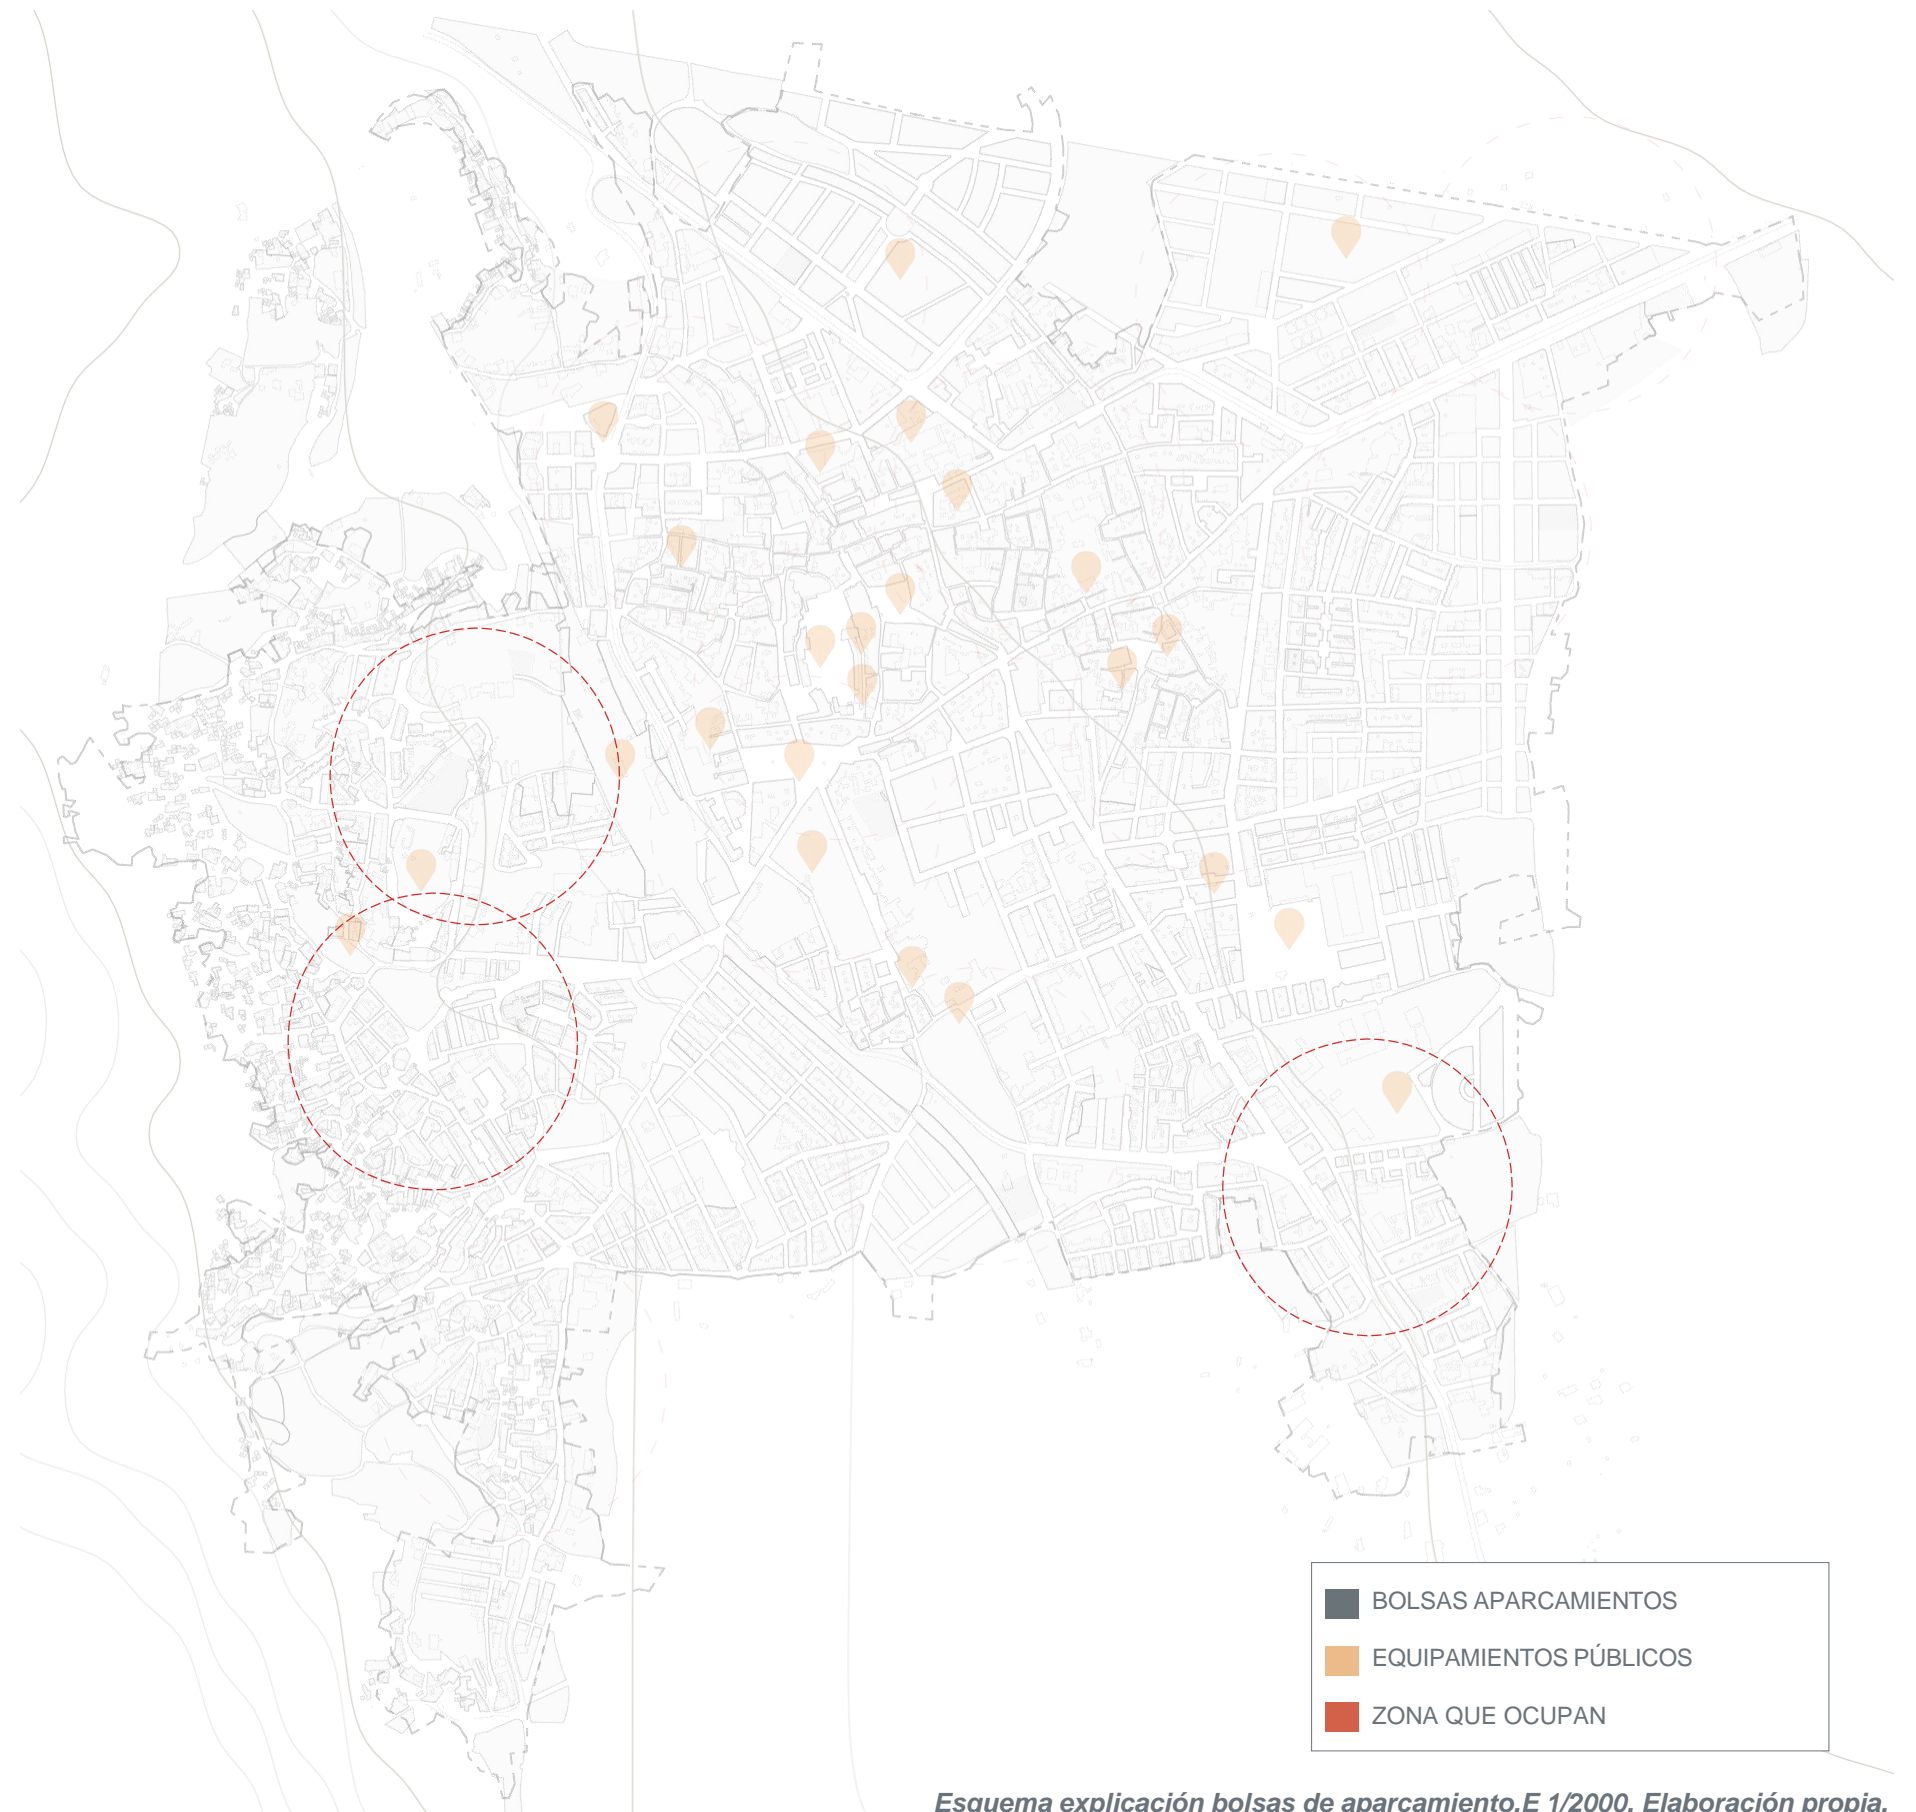 BOLSAS APARCAMIENTOS
EQUIPAMIENTOS PÚBLICOS
ZONA QUE OCUPAN
Esquema explicación bolsas de aparcamiento.E 1/2000. Elaboración propia.